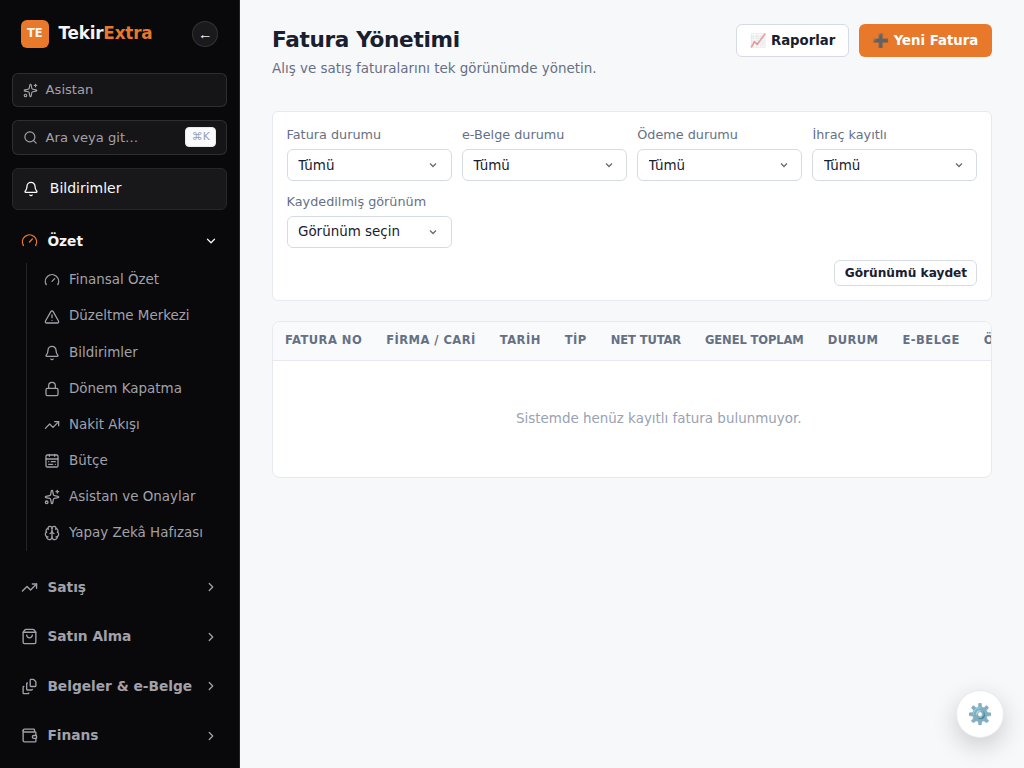 TE TekirExtra ←
Asistan
Ara veya git... ⌘K
Bildirimler
Özet
Finansal Özet
Düzeltme Merkezi
Bildirimler
Dönem Kapatma
Nakit Akışı
Bütçe
Asistan ve Onaylar
Yapay Zekâ Hafızası
Satış
Satın Alma
Belgeler & e-Belge
Finans
Fatura Yönetimi
Alış ve satış faturalarını tek görünümde yönetin.
📈 Raporlar ➕ Yeni Fatura
Fatura durumu e-Belge durumu Ödeme durumu İhraç kayıtlı
Tümü Tümü Tümü Tümü
Kaydedilmiş görünüm
Görünüm seçin
Görünümü kaydet
FATURA NO FİRMA / CARİ TARİH TİP NET TUTAR GENEL TOPLAM DURUM E-BELGE
Sistemde henüz kayıtlı fatura bulunmuyor.